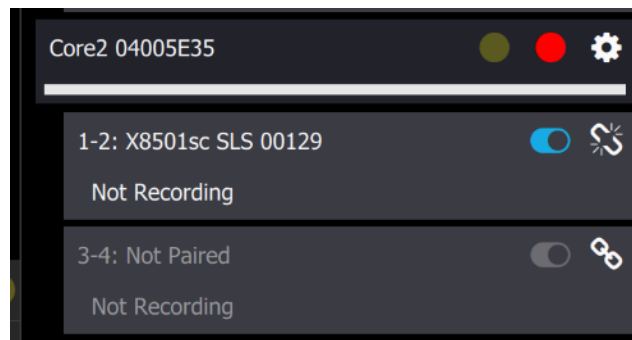 Core2 04005E35
1-2: X8501sc SLS 00129
Not Recording
3-4: Not Paired
Not Recording